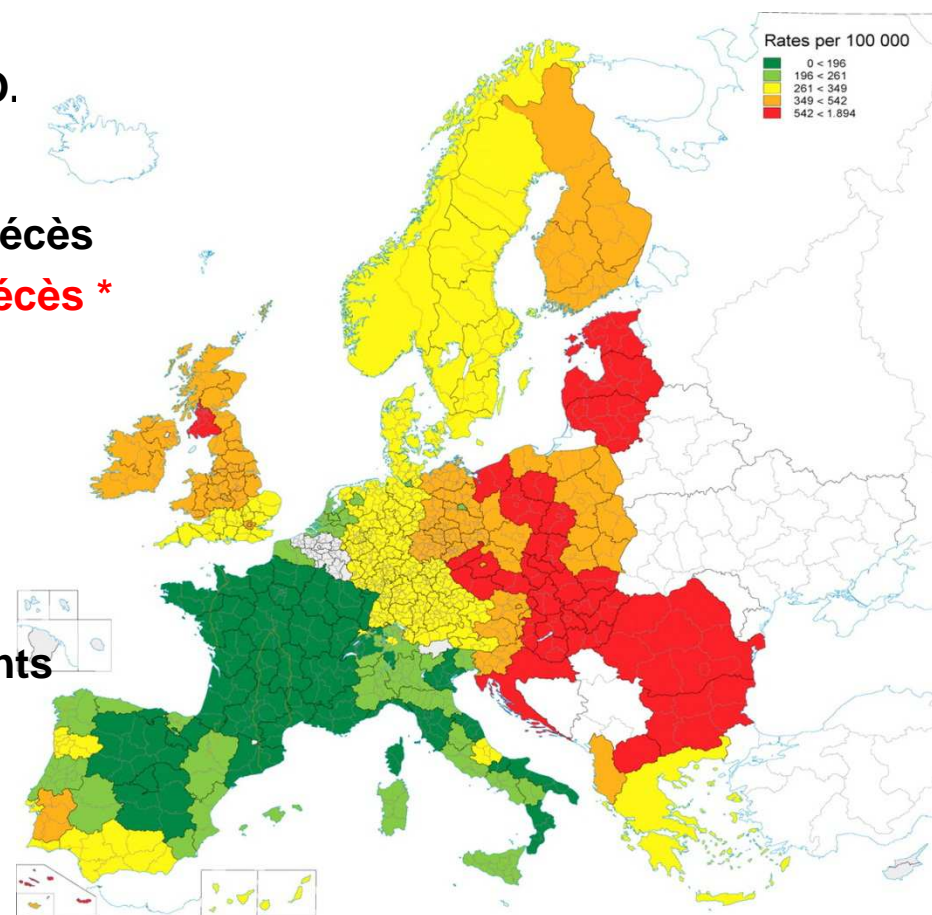 Rates per 100 000
0 < 196
196 < 261
261 < 349
349 < 542
542 < 1.894
).
écès
écès *
nts